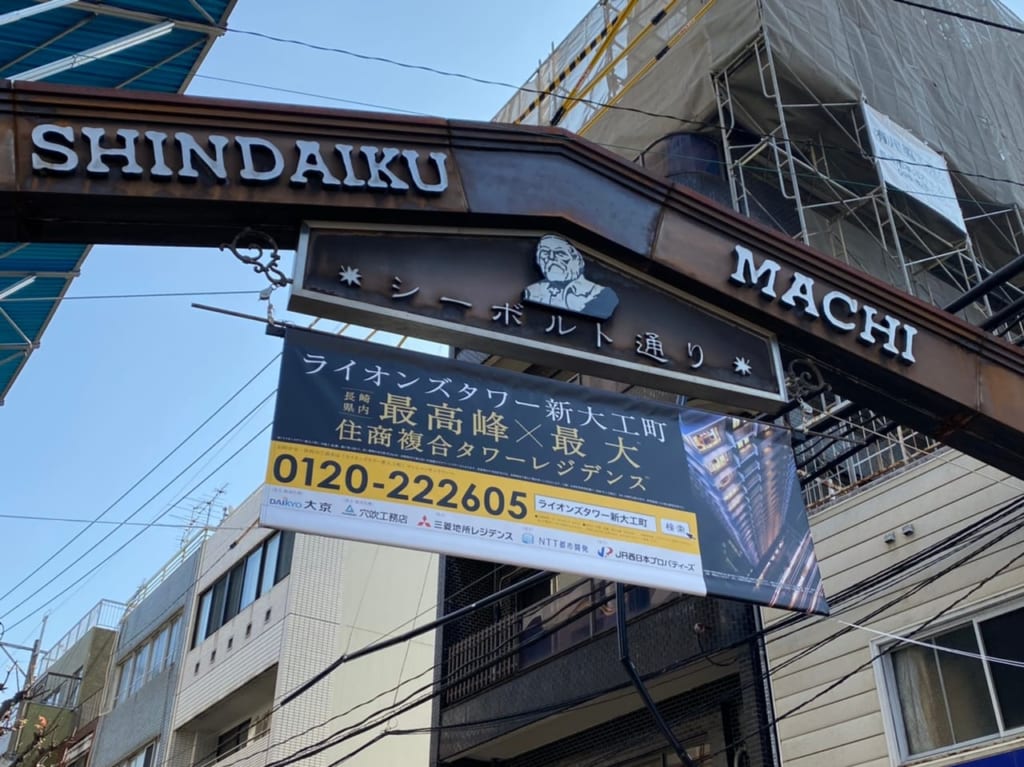 SHINDAIKU
MACHI
シーボルト通り
ライオンズタワー新大工町
長崎県内 最高峰×最大
住商複合タワーレジデンス
0120-222605
ライオンズタワー新大工町 検索
DAIKYO 大京 穴吹工務店 三菱地所レジデンス NTT都市開発 JR西日本プロパティーズ